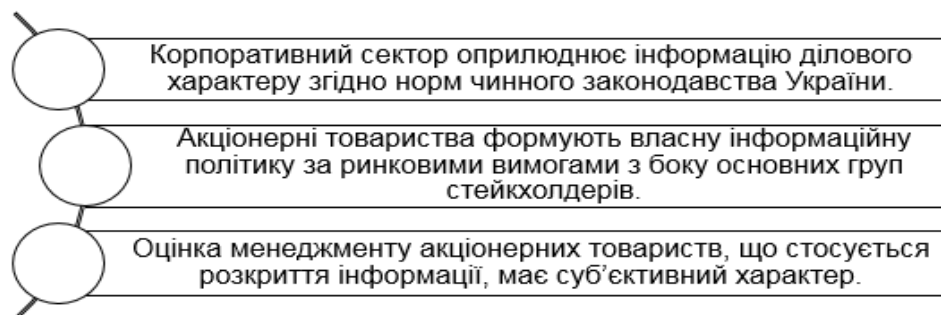 Корпоративний сектор оприлюднює інформацію ділового
характеру згідно норм чинного законодавства України.
Акціонерні товариства формують власну інформаційну
політику за ринковими вимогами з боку основних груп
стейкхолдерів.
Оцінка менеджменту акціонерних товариств, що стосується
розкриття інформації, має суб’єктивний характер.